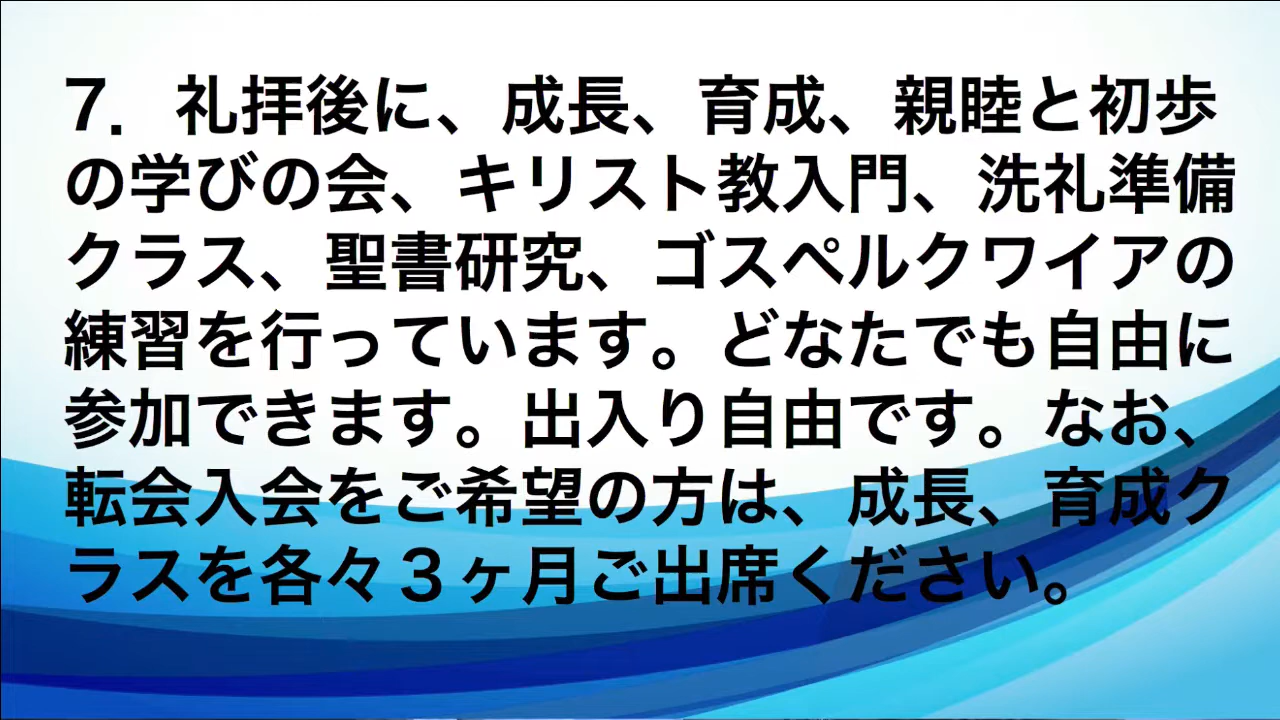 7．礼拝後に、成長、育成、親睦と初歩
の学びの会、キリスト教入門、洗礼準備
クラス、聖書研究、ゴスペルクワイアの
練習を行っています。どなたでも自由に
参加できます。出入り自由です。なお、
転会入会をご希望の方は、成長、育成ク
ラスを各々３ヶ月ご出席ください。